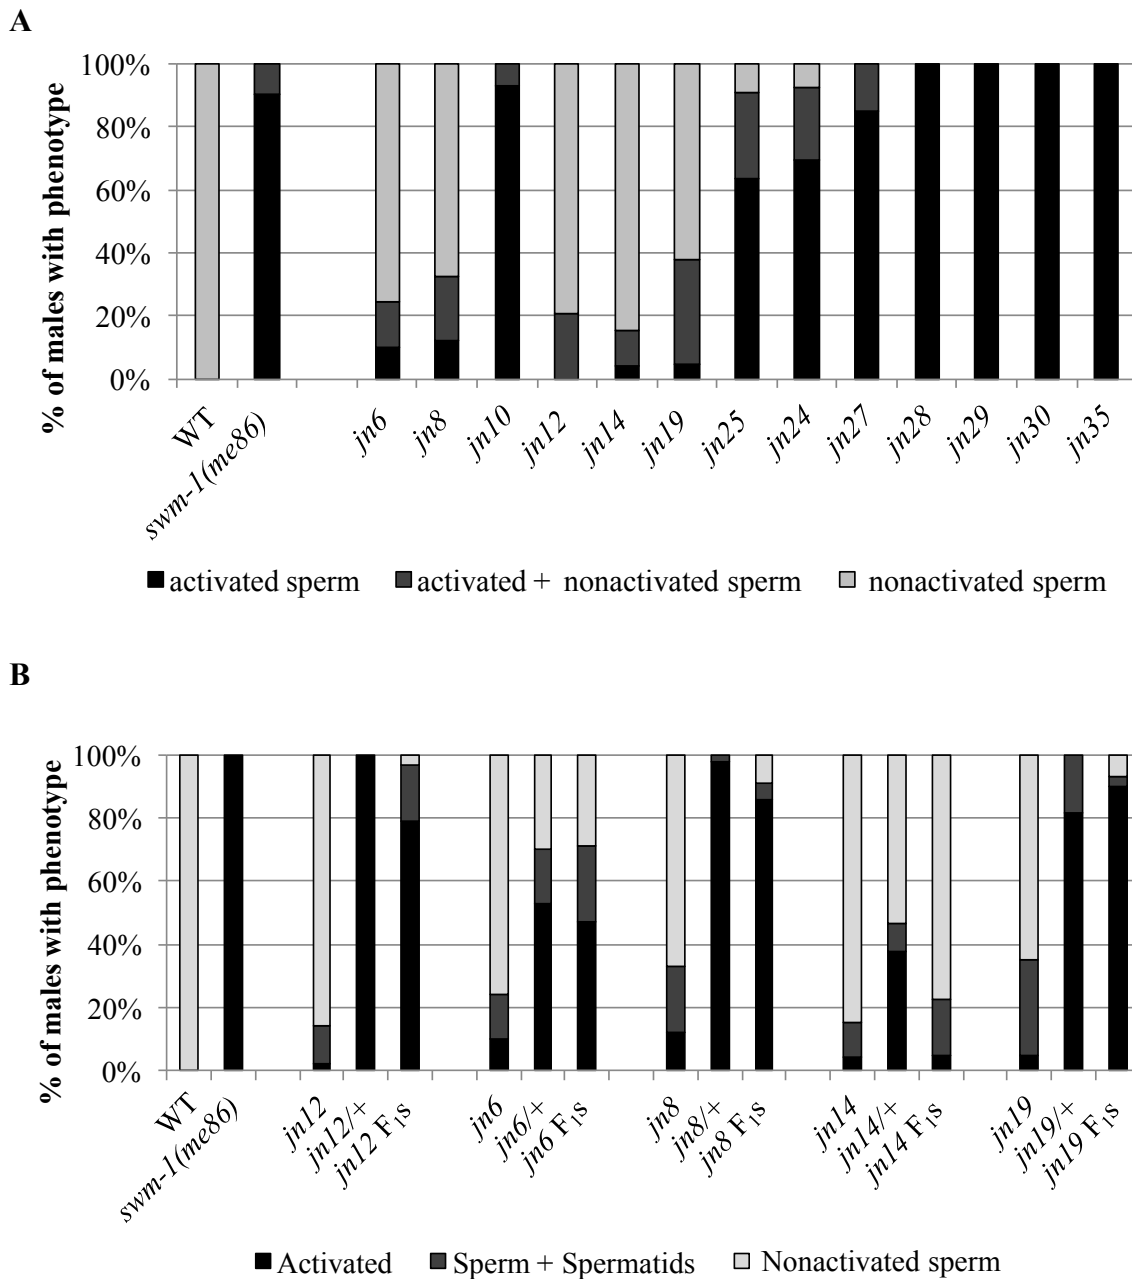 A
% of males with phenotype
100%
80%
60%
40%
20%
0%
WT
swm-1(me86)
jn6
jn8
jn10
jn12
jn14
jn19
jn25
jn24
jn27
jn28
jn29
jn30
jn35
activated sperm activated + nonactivated sperm nonactivated sperm
B
% of males with phenotype
100%
80%
60%
40%
20%
0%
WT
swm-1(me86)
jn12
jn12/+
jn12 F1s
jn6
jn6/+
jn6 F1s
jn8
jn8/+
jn8 F1s
jn14
jn14/+
jn14 F1s
jn19
jn19/+
jn19 F1s
Activated Sperm + Spermatids Nonactivated sperm